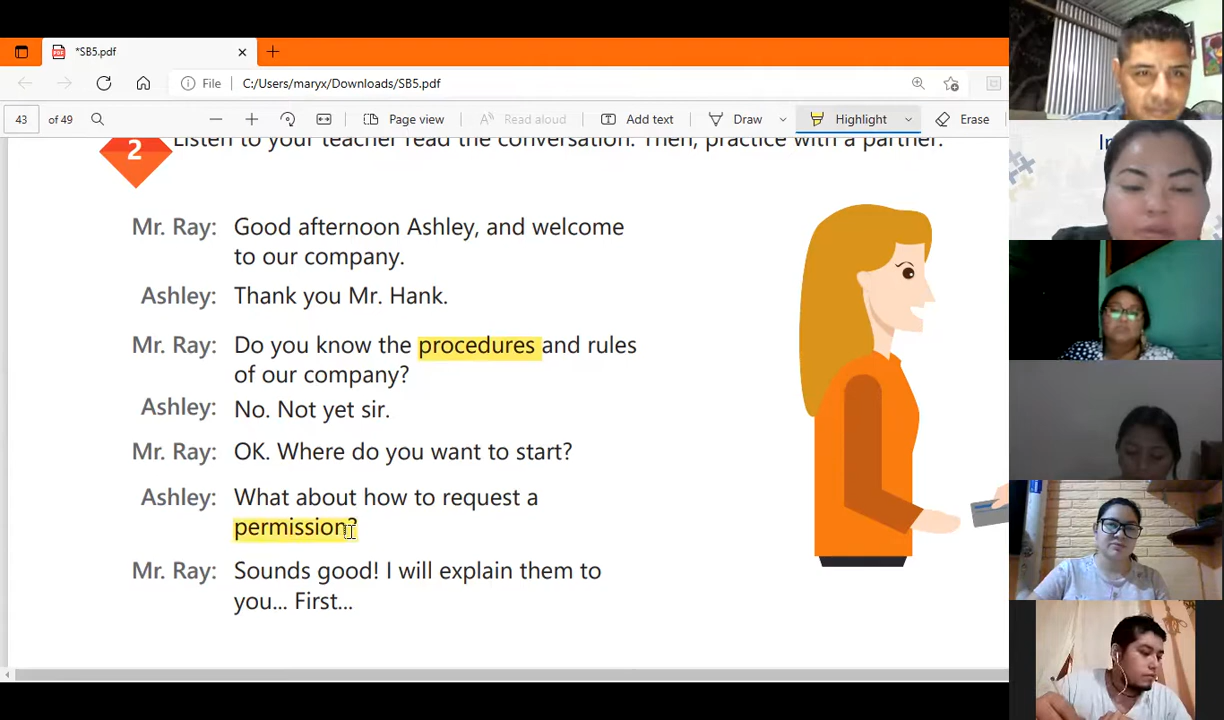 *SB5.pdf
File
C:/Users/maryx/Downloads/SB5.pdf
43 of 49
Page view
Read aloud
Add text
Draw
Highlight
Erase
2 Listen to your teacher read the conversation. Then, practice with a partner.
Mr. Ray: Good afternoon Ashley, and welcome
to our company.
Ashley: Thank you Mr. Hank.
Mr. Ray: Do you know the procedures and rules
of our company?
Ashley: No. Not yet sir.
Mr. Ray: OK. Where do you want to start?
Ashley: What about how to request a
permission?
Mr. Ray: Sounds good! I will explain them to
you... First...